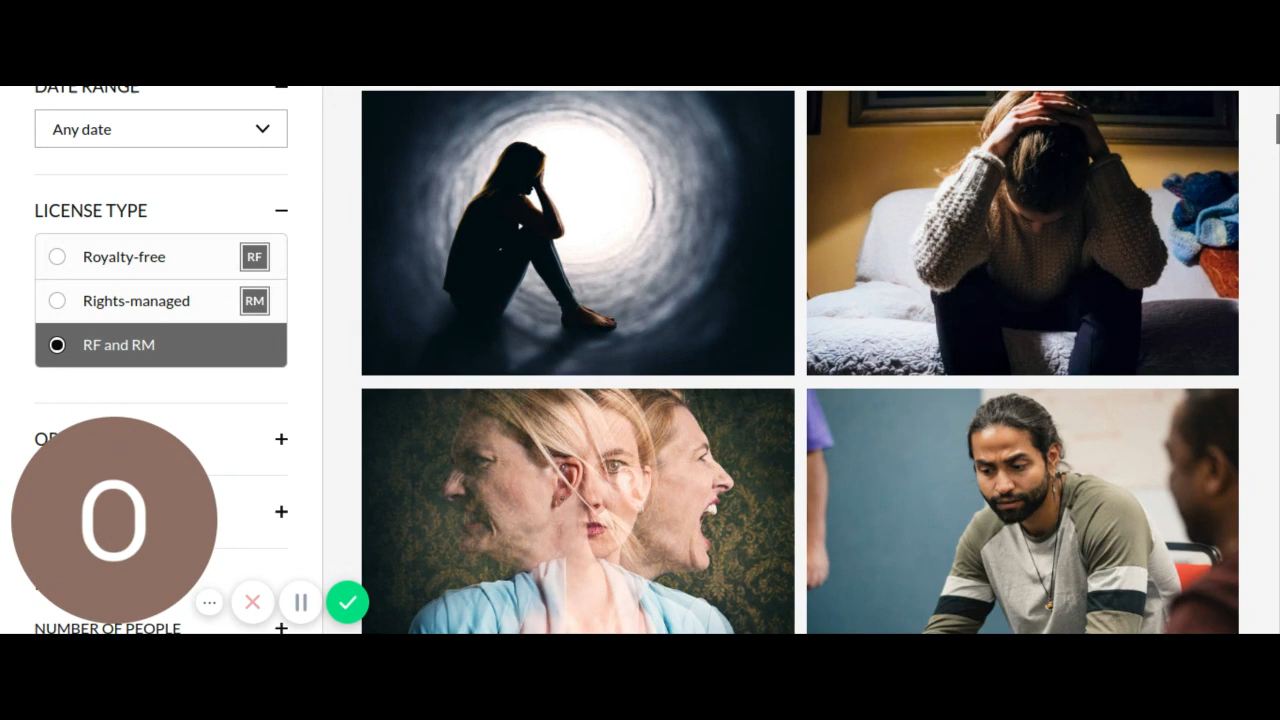 DATE RANGE
Any date
LICENSE TYPE
Royalty-free RF
Rights-managed RM
RF and RM
O
NUMBER OF PEOPLE